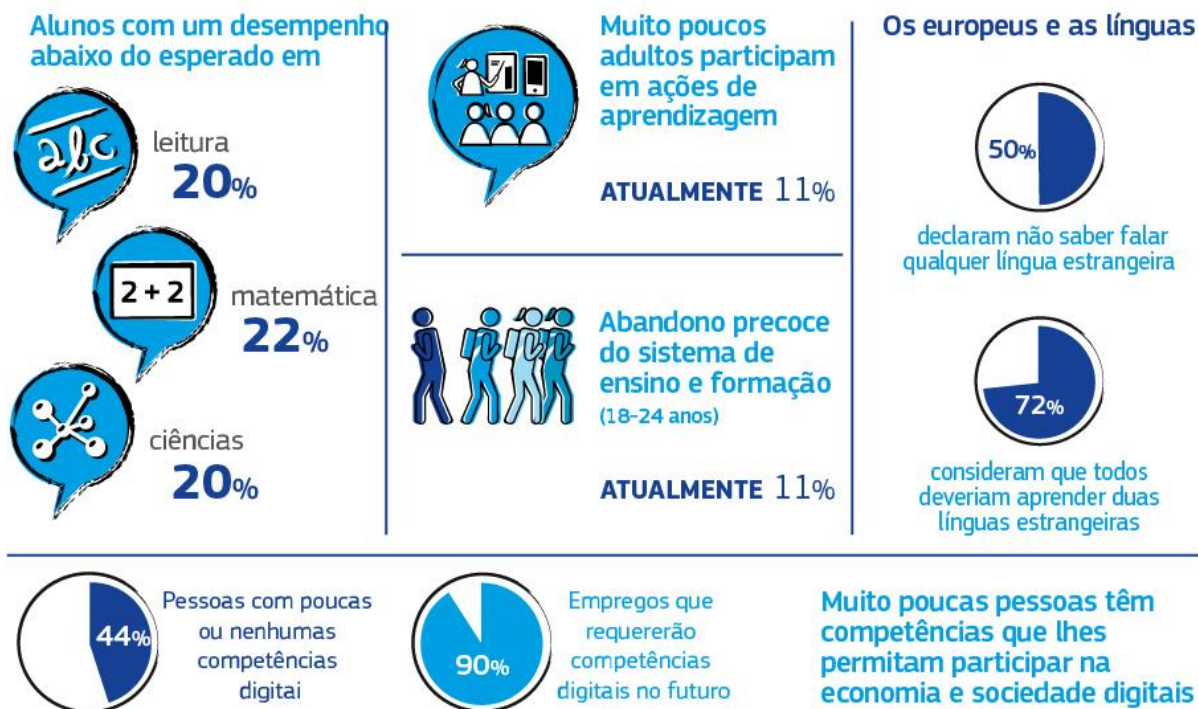 Alunos com um desempenho
abaixo do esperado em
abc
leitura
20%
2 + 2
matemática
22%
ciências
20%
Muito poucos
adultos participam
em ações de
aprendizagem
ATUALMENTE 11%
Abandono precoce
do sistema de
ensino e formação
(18-24 anos)
ATUALMENTE 11%
Os europeus e as línguas
50%
declaram não saber falar
qualquer língua estrangeira
72%
consideram que todos
deveriam aprender duas
línguas estrangeiras
44%
Pessoas com poucas
ou nenhumas
competências
digitai
90%
Empregos que
requererão
competências
digitais no futuro
Muito poucas pessoas têm
competências que lhes
permitam participar na
economia e sociedade digitais